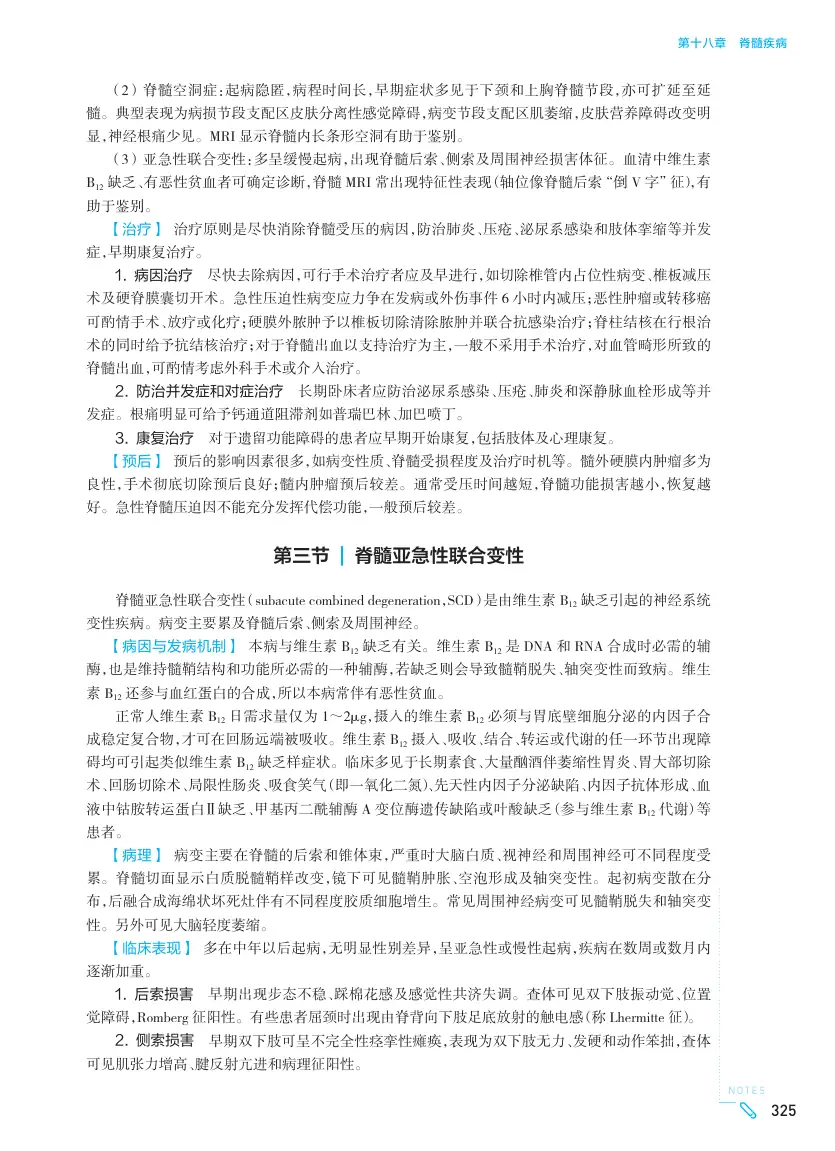 第十八章　脊髓疾病
（2）脊髓空洞症：起病隐匿，病程时间长，早期症状多见于下颈和上胸脊髓节段，亦可扩延至延
髓。典型表现为病损节段支配区皮肤分离性感觉障碍，病变节段支配区肌萎缩，皮肤营养障碍改变明
显，神经根痛少见。MRI 显示脊髓内长条形空洞有助于鉴别。
（3）亚急性联合变性：多呈缓慢起病，出现脊髓后索、侧索及周围神经损害体征。血清中维生素
B₁₂ 缺乏、有恶性贫血者可确定诊断，脊髓 MRI 常出现特征性表现（轴位像脊髓后索“倒 V 字”征），有
助于鉴别。
【治疗】 治疗原则是尽快消除脊髓受压的病因，防治肺炎、压疮、泌尿系感染和肢体挛缩等并发
症，早期康复治疗。
1. 病因治疗　尽快去除病因，可行手术治疗者应及早进行，如切除椎管内占位性病变、椎板减压
术及硬脊膜囊切开术。急性压迫性病变应力争在发病或外伤事件 6 小时内减压；恶性肿瘤或转移癌
可酌情手术、放疗或化疗；硬膜外脓肿予以椎板切除清除脓肿并联合抗感染治疗；脊柱结核在行根治
术的同时给予抗结核治疗；对于脊髓出血以支持治疗为主，一般不采用手术治疗，对血管畸形所致的
脊髓出血，可酌情考虑外科手术或介入治疗。
2. 防治并发症和对症治疗　长期卧床者应防治泌尿系感染、压疮、肺炎和深静脉血栓形成等并
发症。根痛明显可给予钙通道阻滞剂如普瑞巴林、加巴喷丁。
3. 康复治疗　对于遗留功能障碍的患者应早期开始康复，包括肢体及心理康复。
【预后】 预后的影响因素很多，如病变性质、脊髓受损程度及治疗时机等。髓外硬膜内肿瘤多为
良性，手术彻底切除预后良好；髓内肿瘤预后较差。通常受压时间越短，脊髓功能损害越小，恢复越
好。急性脊髓压迫因不能充分发挥代偿功能，一般预后较差。
第三节｜脊髓亚急性联合变性
脊髓亚急性联合变性（subacute combined degeneration，SCD）是由维生素 B₁₂ 缺乏引起的神经系统
变性疾病。病变主要累及脊髓后索、侧索及周围神经。
【病因与发病机制】 本病与维生素 B₁₂ 缺乏有关。维生素 B₁₂ 是 DNA 和 RNA 合成时必需的辅
酶，也是维持髓鞘结构和功能所必需的一种辅酶，若缺乏则会导致髓鞘脱失、轴突变性而致病。维生
素 B₁₂ 还参与血红蛋白的合成，所以本病常伴有恶性贫血。
正常人维生素 B₁₂ 日需求量仅为 1～2μg，摄入的维生素 B₁₂ 必须与胃底壁细胞分泌的内因子合
成稳定复合物，才可在回肠远端被吸收。维生素 B₁₂ 摄入、吸收、结合、转运或代谢的任一环节出现障
碍均可引起类似维生素 B₁₂ 缺乏样症状。临床多见于长期素食、大量酗酒伴萎缩性胃炎、胃大部切除
术、回肠切除术、局限性肠炎、吸食笑气（即一氧化二氮）、先天性内因子分泌缺陷、内因子抗体形成、血
液中钴胺转运蛋白Ⅱ缺乏、甲基丙二酰辅酶 A 变位酶遗传缺陷或叶酸缺乏（参与维生素 B₁₂ 代谢）等
患者。
【病理】 病变主要在脊髓的后索和锥体束，严重时大脑白质、视神经和周围神经可不同程度受
累。脊髓切面显示白质脱髓鞘样改变，镜下可见髓鞘肿胀、空泡形成及轴突变性。起初病变散在分
布，后融合成海绵状坏死灶伴有不同程度胶质细胞增生。常见周围神经病变可见髓鞘脱失和轴突变
性。另外可见大脑轻度萎缩。
【临床表现】 多在中年以后起病，无明显性别差异，呈亚急性或慢性起病，疾病在数周或数月内
逐渐加重。
1. 后索损害　早期出现步态不稳、踩棉花感及感觉性共济失调。查体可见双下肢振动觉、位置
觉障碍，Romberg 征阳性。有些患者屈颈时出现由脊背向下肢足底放射的触电感（称 Lhermitte 征）。
2. 侧索损害　早期双下肢可呈不完全性痉挛性瘫痪，表现为双下肢无力、发硬和动作笨拙，查体
可见肌张力增高、腱反射亢进和病理征阳性。
NOTES
325